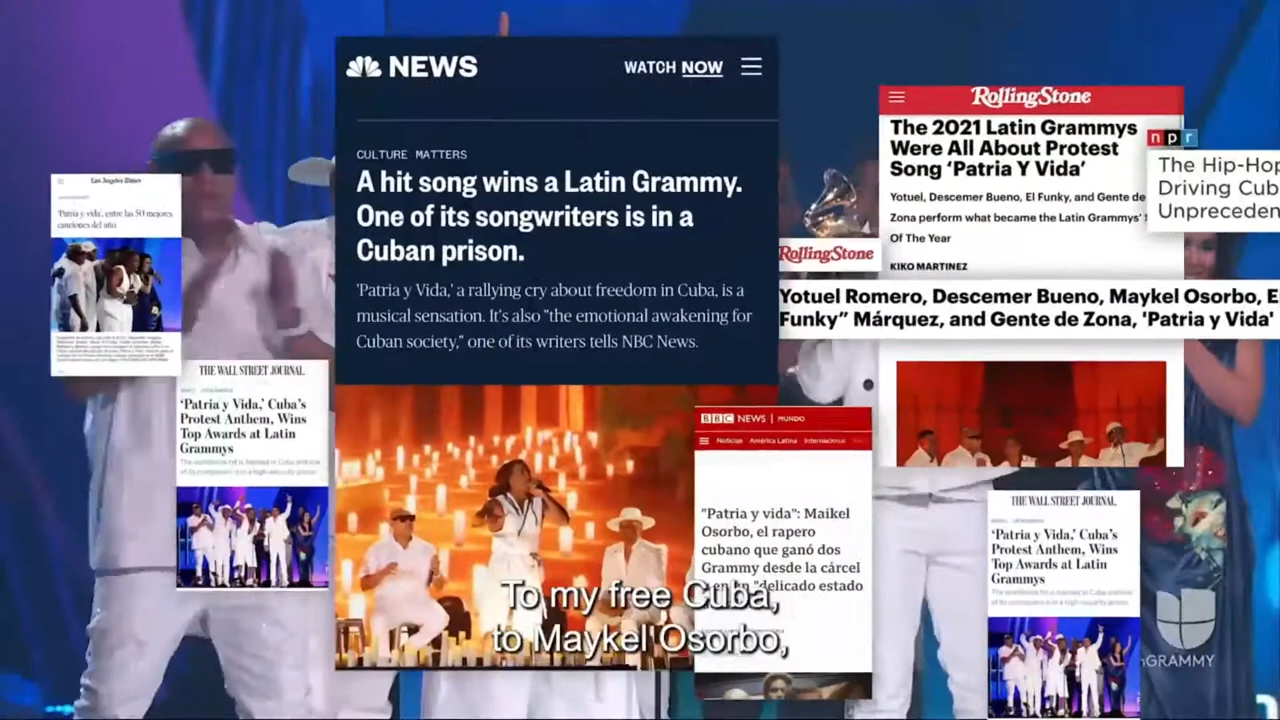 NEWS
WATCH NOW
CULTURE MATTERS
A hit song wins a Latin Grammy.
One of its songwriters is in a
Cuban prison.
'Patria y Vida,' a rallying cry about freedom in Cuba, is a
musical sensation. It's also "the emotional awakening for
Cuban society," one of its writers tells NBC News.
Los Angeles Times
'Patria y vida', entre las 50 mejores
canciones del año
THE WALL STREET JOURNAL
'Patria y Vida,' Cuba's
Protest Anthem, Wins
Top Awards at Latin
Grammys
RollingStone
The 2021 Latin Grammys
Were All About Protest
Song 'Patria Y Vida'
Yotuel, Descemer Bueno, El Funky, and Gente de
Zona perform what became the Latin Grammys'
Of The Year
KIKO MARTINEZ
npr
The Hip-Hop
Driving Cub
Unpreceden
RollingStone
Yotuel Romero, Descemer Bueno, Maykel Osorbo, E
Funky" Márquez, and Gente de Zona, 'Patria y Vida'
BBC NEWS | MUNDO
Noticias América Latina Internacional
"Patria y vida": Maikel
Osorbo, el rapero
cubano que ganó dos
Grammy desde la cárcel
y en un "delicado estado
THE WALL STREET JOURNAL
'Patria y Vida,' Cuba's
Protest Anthem, Wins
Top Awards at Latin
Grammys
To my free Cuba,
to Maykel Osorbo,
GRAMMY